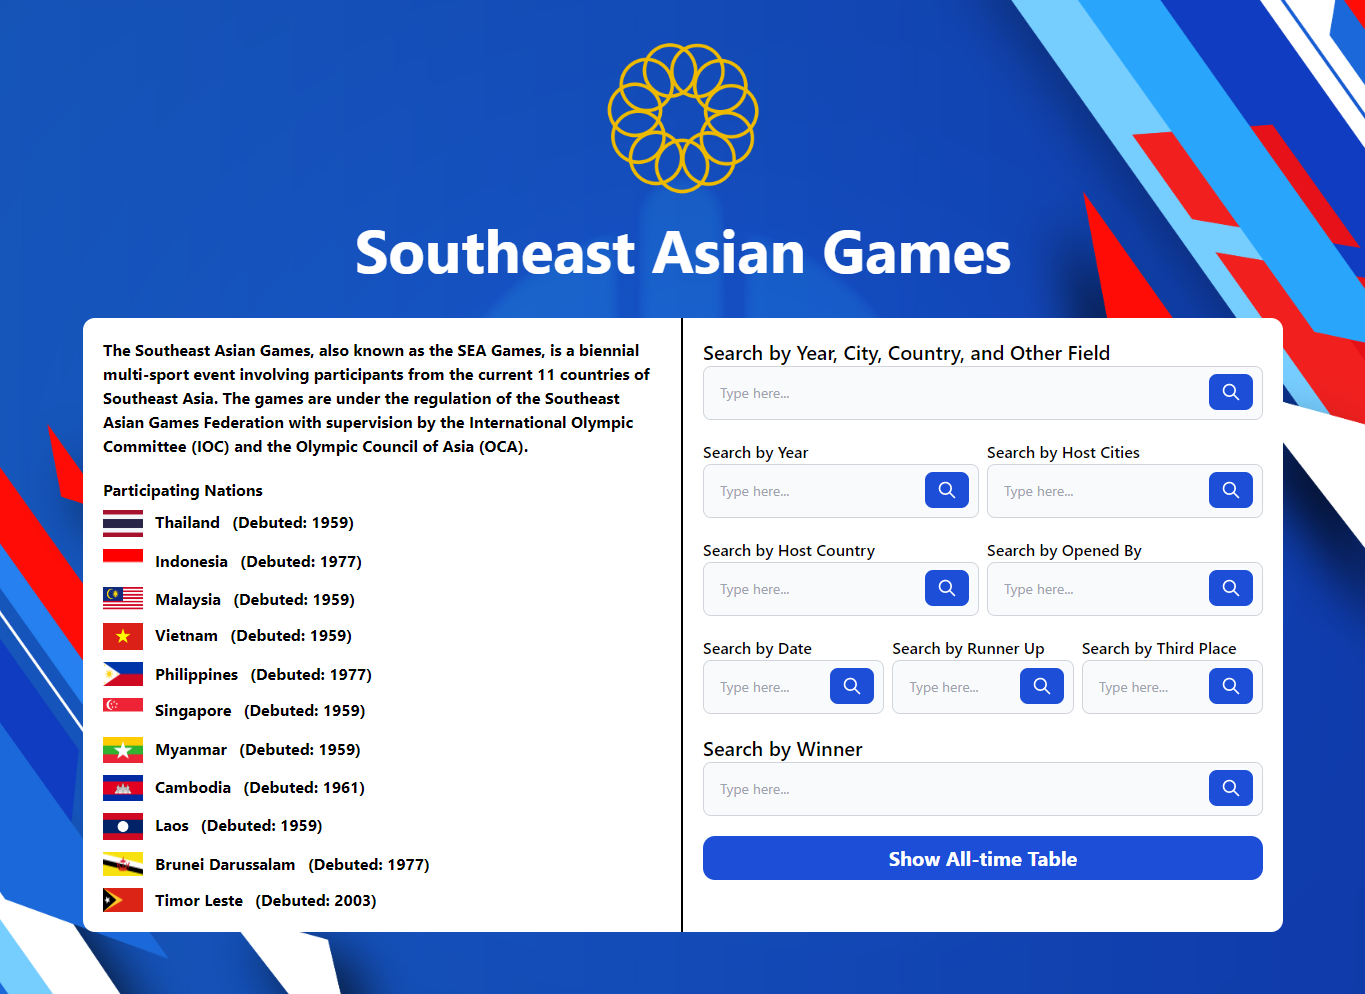 Southeast Asian Games
The Southeast Asian Games, also known as the SEA Games, is a biennial
multi-sport event involving participants from the current 11 countries of
Southeast Asia. The games are under the regulation of the Southeast
Asian Games Federation with supervision by the International Olympic
Committee (IOC) and the Olympic Council of Asia (OCA).
Participating Nations
Thailand (Debuted: 1959)
Indonesia (Debuted: 1977)
Malaysia (Debuted: 1959)
Vietnam (Debuted: 1959)
Philippines (Debuted: 1977)
Singapore (Debuted: 1959)
Myanmar (Debuted: 1959)
Cambodia (Debuted: 1961)
Laos (Debuted: 1959)
Brunei Darussalam (Debuted: 1977)
Timor Leste (Debuted: 2003)
Search by Year, City, Country, and Other Field
Type here...
Search by Year
Type here...
Search by Host Cities
Type here...
Search by Host Country
Type here...
Search by Opened By
Type here...
Search by Date
Type here...
Search by Runner Up
Type here...
Search by Third Place
Type here...
Search by Winner
Type here...
Show All-time Table